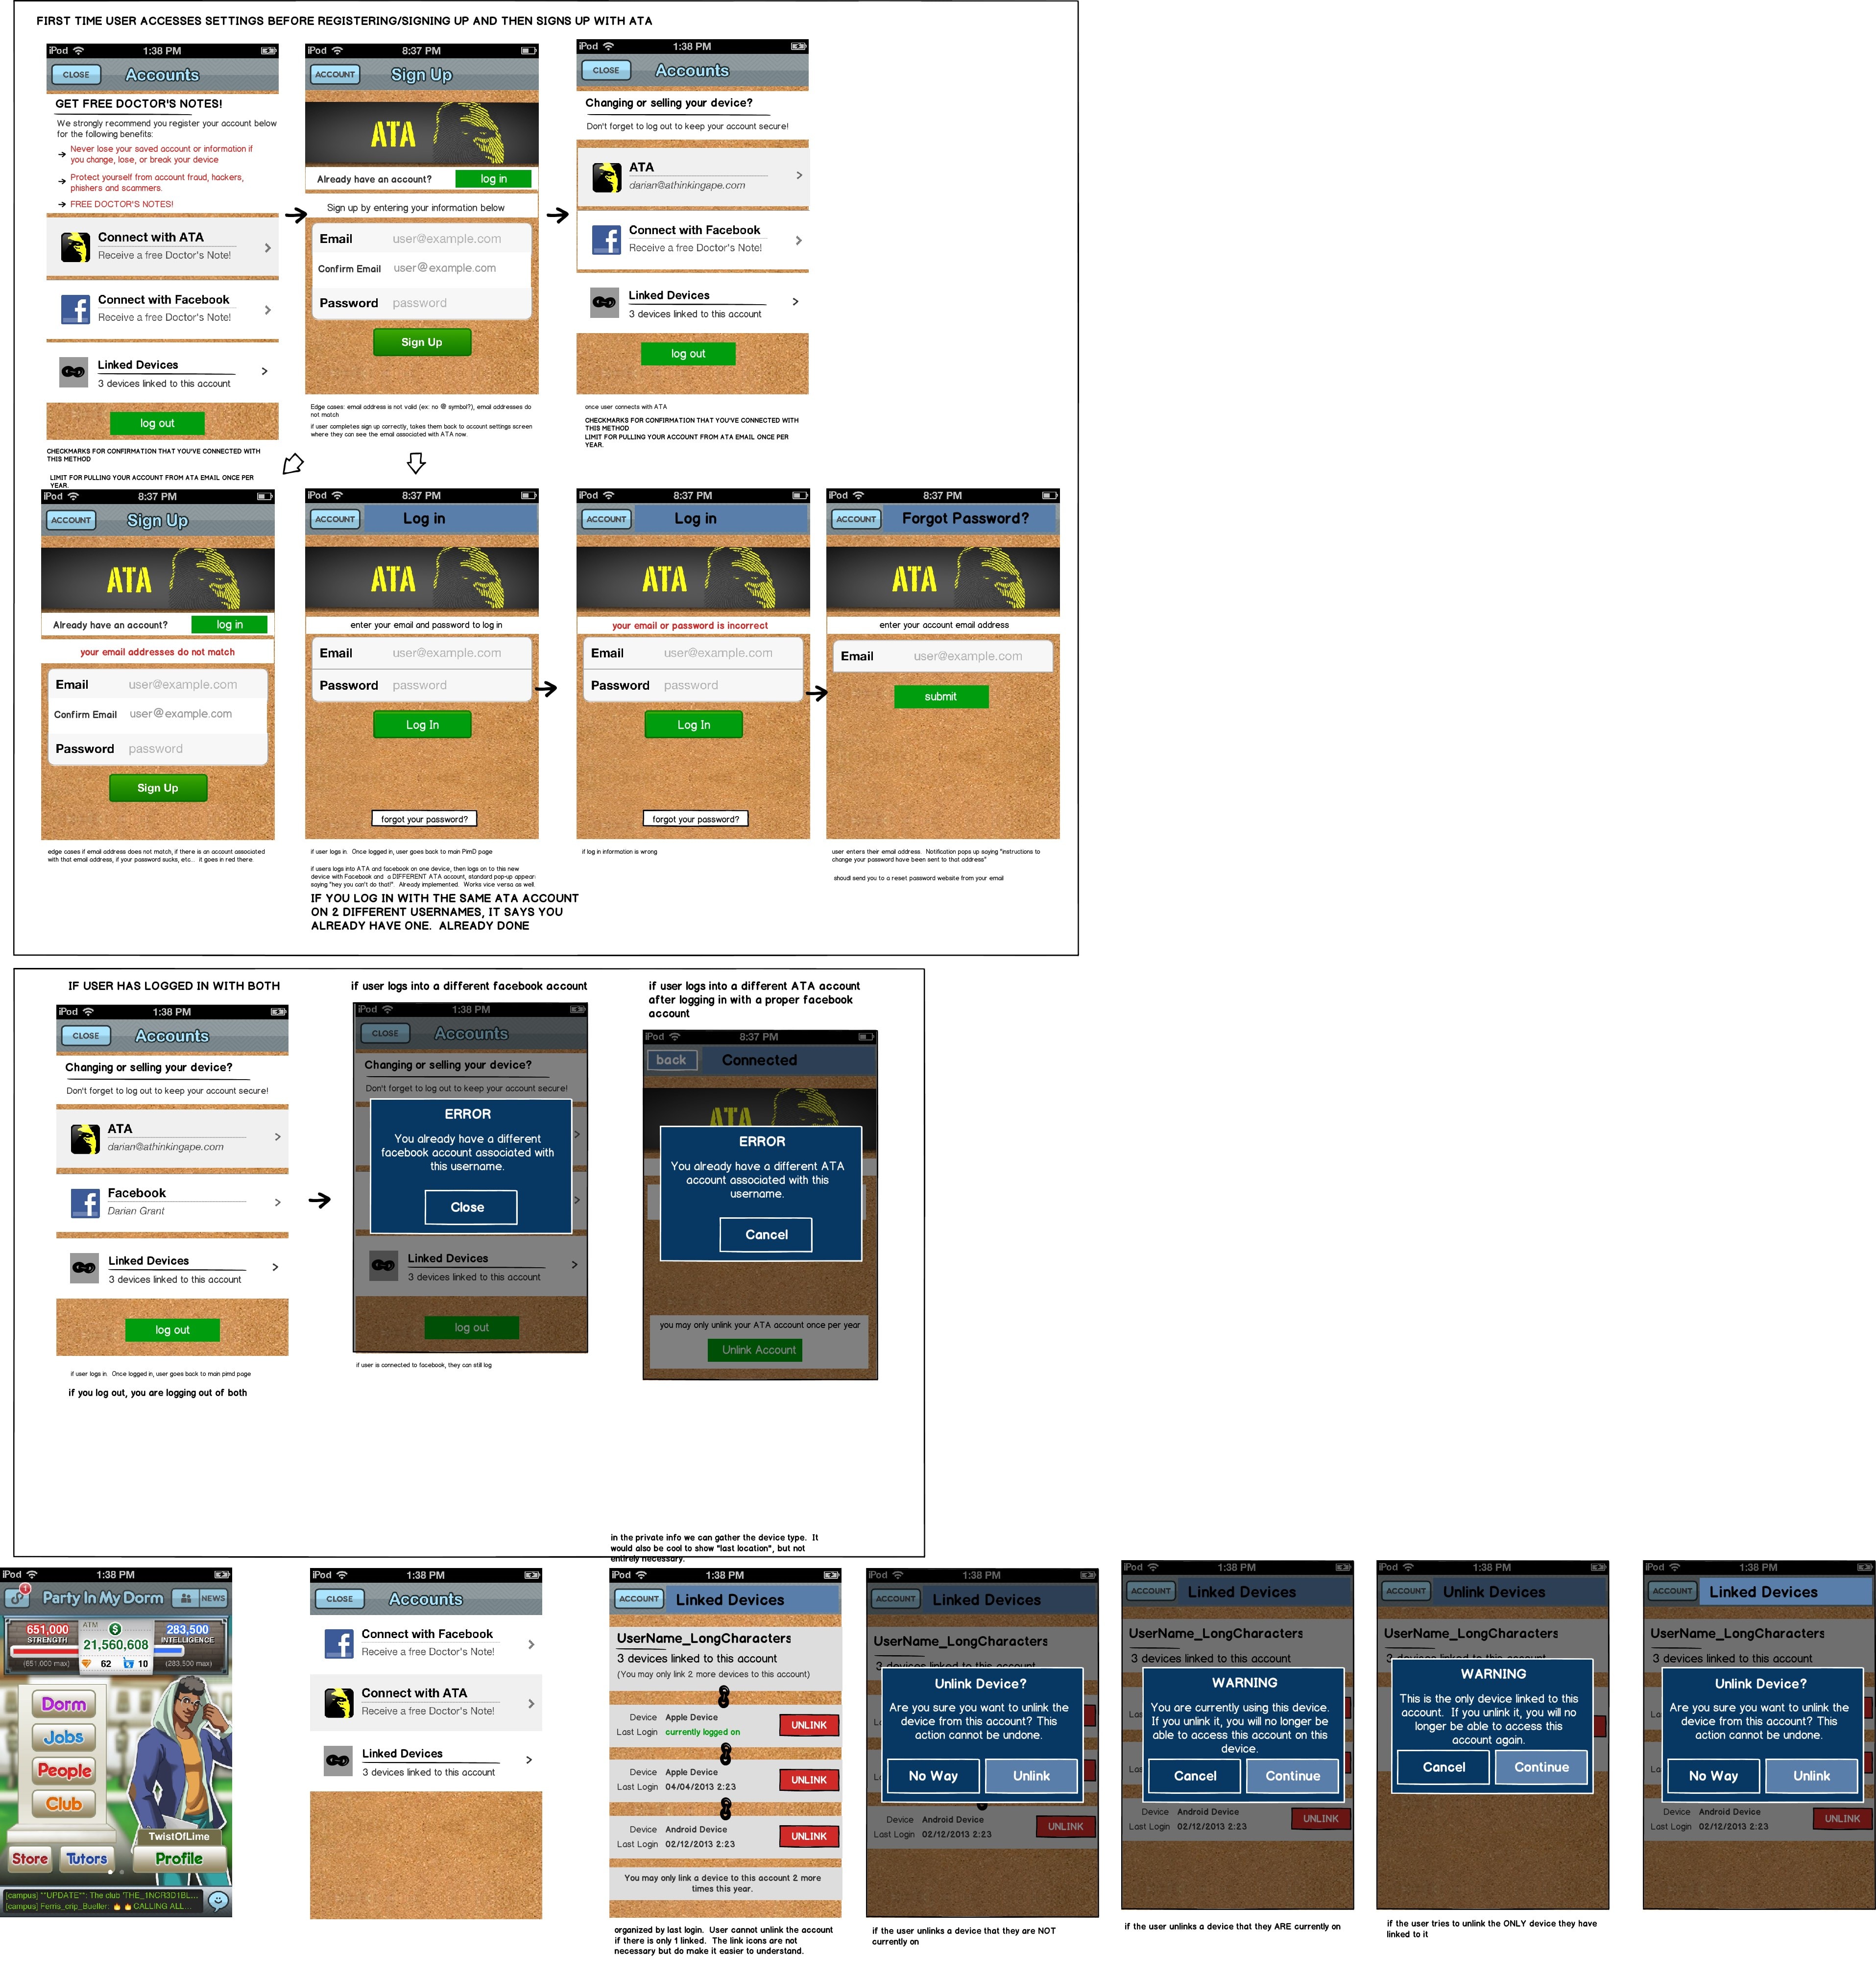 FIRST TIME USER ACCESSES SETTINGS BEFORE REGISTERING/SIGNING UP AND THEN SIGNS UP WITH ATA
iPod 1:38 PM
CLOSE Accounts
GET FREE DOCTOR'S NOTES!
We strongly recommend you register your account below
for the following benefits:
Never lose your saved account or information if
you change, lose, or break your device
Protect yourself from account fraud, hackers,
phishers and scammers.
FREE DOCTOR'S NOTES!
Connect with ATA
Receive a free Doctor's Note!
Connect with Facebook
Receive a free Doctor's Note!
Linked Devices
3 devices linked to this account
log out
CHECKMARKS FOR CONFIRMATION THAT YOU'VE CONNECTED WITH
THIS METHOD
LIMIT FOR PULLING YOUR ACCOUNT FROM ATA EMAIL ONCE PER
YEAR.
iPod 8:37 PM
ACCOUNT Sign Up
ATA
Already have an account? log in
Sign up by entering your information below
Email user@example.com
Confirm Email user@example.com
Password password
Sign Up
Edge cases: email address is not valid (ex: no @ symbol?), email addresses do
not match
if user completes sign up correctly, takes them back to account settings screen
where they can see the email associated with ATA now.
iPod 1:38 PM
CLOSE Accounts
Changing or selling your device?
Don't forget to log out to keep your account secure!
ATA
darian@athinkingape.com
Connect with Facebook
Receive a free Doctor's Note!
Linked Devices
3 devices linked to this account
log out
once user connects with ATA
CHECKMARKS FOR CONFIRMATION THAT YOU'VE CONNECTED WITH
THIS METHOD
LIMIT FOR PULLING YOUR ACCOUNT FROM ATA EMAIL ONCE PER
YEAR.
iPod 8:37 PM
ACCOUNT Sign Up
ATA
Already have an account? log in
your email addresses do not match
Email user@example.com
Confirm Email user@example.com
Password password
Sign Up
edge cases if email address does not match, if there is an account associated
with that email address, if your password sucks, etc... it goes in red there.
iPod 8:37 PM
ACCOUNT Log in
ATA
enter your email and password to log in
Email user@example.com
Password password
Log In
forgot your password?
if user logs in. Once logged in, user goes back to main PimD page
if users logs into ATA and facebook on one device, then logs on to this new
device with Facebook and a DIFFERENT ATA account, standard pop-up appear
saying "hey you can't do that!". Already implemented. Works vice versa as well
IF YOU LOG IN WITH THE SAME ATA ACCOUNT
ON 2 DIFFERENT USERNAMES, IT SAYS YOU
ALREADY HAVE ONE. ALREADY DONE
iPod 8:37 PM
ACCOUNT Log in
ATA
your email or password is incorrect
Email user@example.com
Password password
Log In
forgot your password?
if log in information is wrong
iPod 8:37 PM
ACCOUNT Forgot Password?
ATA
enter your account email address
Email user@example.com
submit
user enters their email address. Notification pops up saying "instructions to
change your password have been sent to that address"
shoudl send you to a reset password website from your email
IF USER HAS LOGGED IN WITH BOTH
iPod 1:38 PM
CLOSE Accounts
Changing or selling your device?
Don't forget to log out to keep your account secure!
ATA
darian@athinkingape.com
Facebook
Darian Grant
Linked Devices
3 devices linked to this account
log out
if user logs in. Once logged in, user goes back to main pimd page
if you log out, you are logging out of both
if user logs into a different facebook account
iPod 1:38 PM
CLOSE Accounts
Changing or selling your device?
Don't forget to log out to keep your account secure!
ERROR
You already have a different
facebook account associated with
this username.
Close
Linked Devices
3 devices linked to this account
log out
if user is connected to facebook, they can still log
if user logs into a different ATA account
after logging in with a proper facebook
account
iPod 8:37 PM
back Connected
ATA
ERROR
You already have a different ATA
account associated with this
username.
Cancel
you may only unlink your ATA account once per year
Unlink Account
iPod 1:38 PM
1 Party In My Dorm NEWS
651,000 STRENGTH (651,000 max)
ATM 21,560,608
62 10
283,500 INTELLIGENCE (283,500 max)
Dorm
Jobs
People
Club
TwistOfLime
Store Tutors Profile
[campus] **UPDATE**: The club 'THE_1NCR3D1BL...
[campus] Ferris_crip_Bueller: 🔥🔥CALLING ALL...
iPod 1:38 PM
CLOSE Accounts
Connect with Facebook
Receive a free Doctor's Note!
Connect with ATA
Receive a free Doctor's Note!
Linked Devices
3 devices linked to this account
in the private info we can gather the device type. It
would also be cool to show "last location", but not
entirely necessary.
iPod 1:38 PM
ACCOUNT Linked Devices
UserName_LongCharacters
3 devices linked to this account
(You may only link 2 more devices to this account)
Device Apple Device
Last Login currently logged on
UNLINK
Device Apple Device
Last Login 04/04/2013 2:23
UNLINK
Device Android Device
Last Login 02/12/2013 2:23
UNLINK
You may only link a device to this account 2 more
times this year.
organized by last login. User cannot unlink the account
if there is only 1 linked. The link icons are not
necessary but do make it easier to understand.
iPod 1:38 PM
ACCOUNT Linked Devices
UserName_LongCharacters
3 devices linked to this account
Unlink Device?
Are you sure you want to unlink the
device from this account? This
action cannot be undone.
No Way Unlink
Device Android Device
Last Login 02/12/2013 2:23
UNLINK
if the user unlinks a device that they are NOT
currently on
iPod 1:38 PM
ACCOUNT Linked Devices
UserName_LongCharacters
3 devices linked to this account
WARNING
You are currently using this device.
If you unlink it, you will no longer be
able to access this account on this
device.
Cancel Continue
Device Android Device
Last Login 02/12/2013 2:23
UNLINK
if the user unlinks a device that they ARE currently on
iPod 1:38 PM
ACCOUNT Unlink Devices
UserName_LongCharacters
3 devices linked to this account
WARNING
This is the only device linked to this
account. If you unlink it, you will no
longer be able to access this
account again.
Cancel Continue
if the user tries to unlink the ONLY device they have
linked to it
iPod 1:38 PM
ACCOUNT Linked Devices
UserName_LongCharacters
3 devices linked to this account
Unlink Device?
Are you sure you want to unlink the
device from this account? This
action cannot be undone.
No Way Unlink
Device Android Device
Last Login 02/12/2013 2:23
UNLINK